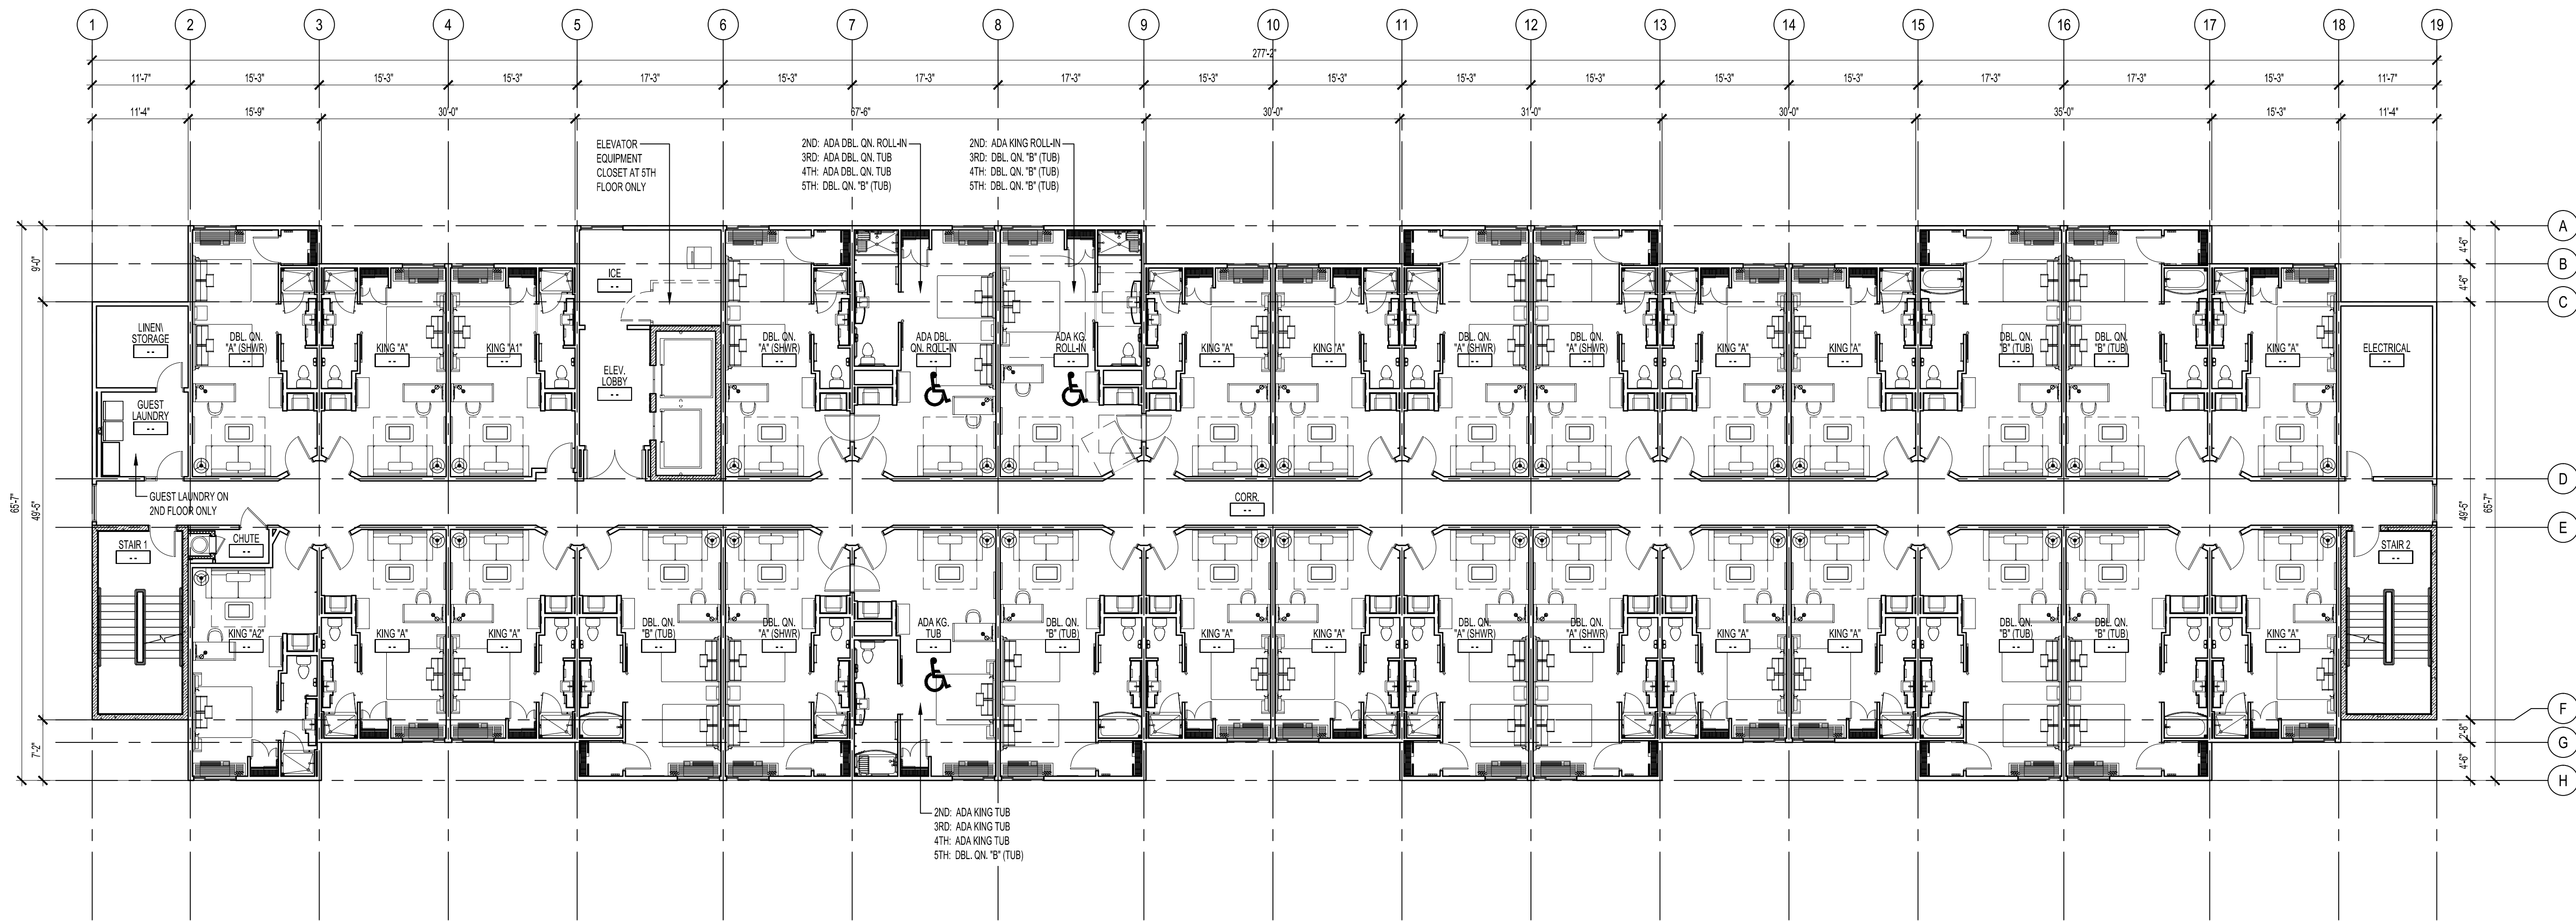 1 2 3 4 5 6 7 8 9 10 11 12 13 14 15 16 17 18 19
277'-2"
11'-7" 15'-3" 15'-3" 15'-3" 17'-3" 15'-3" 17'-3" 17'-3" 15'-3" 15'-3" 15'-3" 15'-3" 15'-3" 15'-3" 17'-3" 17'-3" 15'-3" 11'-7"
11'-4" 15'-9" 30'-0" 67'-6" 30'-0" 31'-0" 30'-0" 35'-0" 15'-3" 11'-4"
ELEVATOR
EQUIPMENT
CLOSET AT 5TH
FLOOR ONLY
2ND: ADA DBL. QN. ROLL-IN
3RD: ADA DBL. QN. TUB
4TH: ADA DBL. QN. TUB
5TH: DBL. QN. "B" (TUB)
2ND: ADA KING ROLL-IN
3RD: DBL. QN. "B" (TUB)
4TH: DBL. QN. "B" (TUB)
5TH: DBL. QN. "B" (TUB)
A
B
C
D
E
F
G
H
9'-0"
65'-7"
49'-5"
7'-2"
4'-6"
4'-6"
49'-5"
65'-7"
2'-8"
4'-6"
LINEN\
STORAGE
- -
GUEST
LAUNDRY
- -
GUEST LAUNDRY ON
2ND FLOOR ONLY
DBL. QN.
"A" (SHWR)
- -
KING "A"
- -
KING "A1"
- -
ICE
- -
ELEV.
LOBBY
- -
DBL. QN.
"A" (SHWR)
- -
ADA DBL.
QN. ROLL-IN
- -
ADA KG.
ROLL-IN
- -
KING "A"
- -
KING "A"
- -
DBL. QN.
"A" (SHWR)
- -
DBL. QN.
"A" (SHWR)
- -
KING "A"
- -
KING "A"
- -
DBL. QN.
"B" (TUB)
- -
DBL. QN.
"B" (TUB)
- -
KING "A"
- -
ELECTRICAL
- -
CORR.
- -
STAIR 1
- -
CHUTE
- -
KING "A2"
- -
KING "A"
- -
KING "A"
- -
DBL. QN.
"B" (TUB)
- -
DBL. QN.
"A" (SHWR)
- -
ADA KG.
TUB
- -
DBL. QN.
"B" (TUB)
- -
KING "A"
- -
KING "A"
- -
DBL. QN.
"A" (SHWR)
- -
DBL. QN.
"A" (SHWR)
- -
KING "A"
- -
KING "A"
- -
DBL. QN.
"B" (TUB)
- -
DBL. QN.
"B" (TUB)
- -
KING "A"
- -
STAIR 2
- -
2ND: ADA KING TUB
3RD: ADA KING TUB
4TH: ADA KING TUB
5TH: DBL. QN. "B" (TUB)